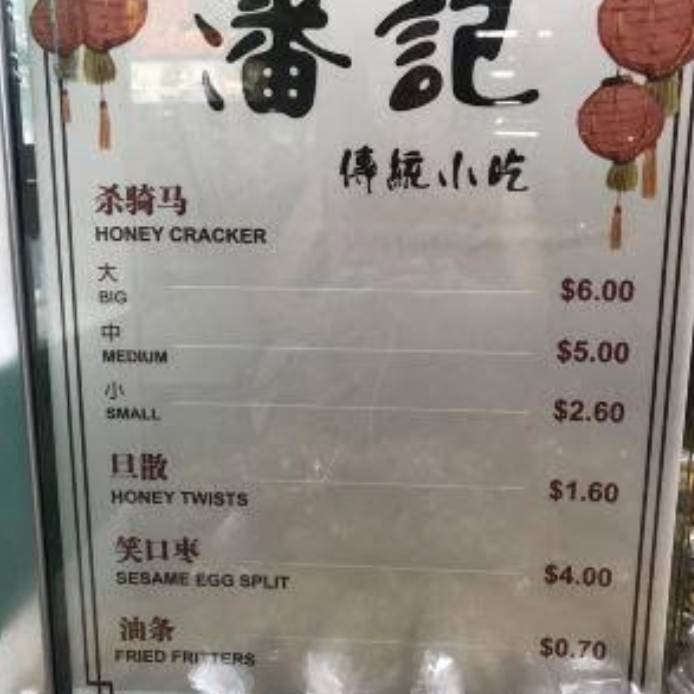 潘記
傳統小吃
杀骑马
HONEY CRACKER
大
BIG $6.00
中
MEDIUM $5.00
小
SMALL $2.60
旦散
HONEY TWISTS $1.60
笑口枣
SESAME EGG SPLIT $4.00
油条
FRIED FRITTERS $0.70